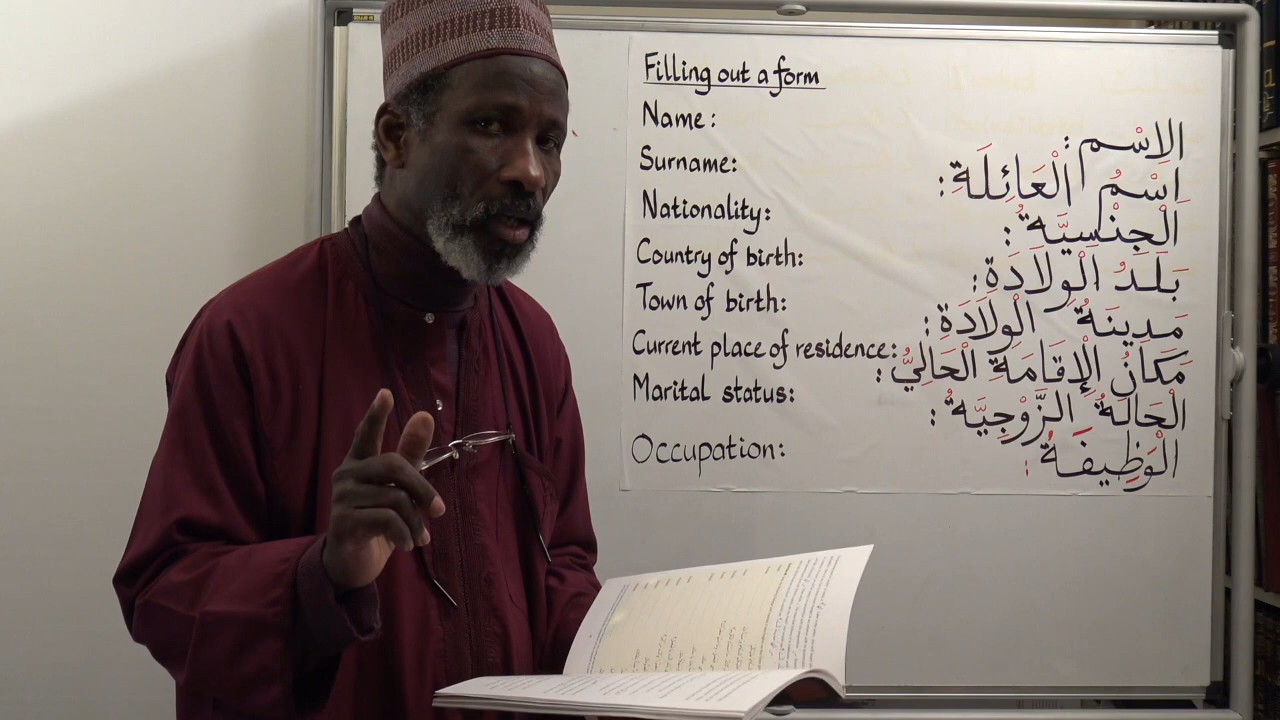 Filling out a form
Name:
الِاسْم:
Surname:
اِسْمُ الْعَائِلَةِ:
Nationality:
الْجِنْسِيَّةُ:
Country of birth:
بَلَدُ الْوِلَادَةِ:
Town of birth:
مَدِينَةُ الْوِلَادَةِ:
Current place of residence:
مَكَانُ الْإِقَامَةِ الْحَالِيُّ:
Marital status:
الْحَالَةُ الزَّوْجِيَّةُ:
Occupation:
الْوَظِيفَةُ: